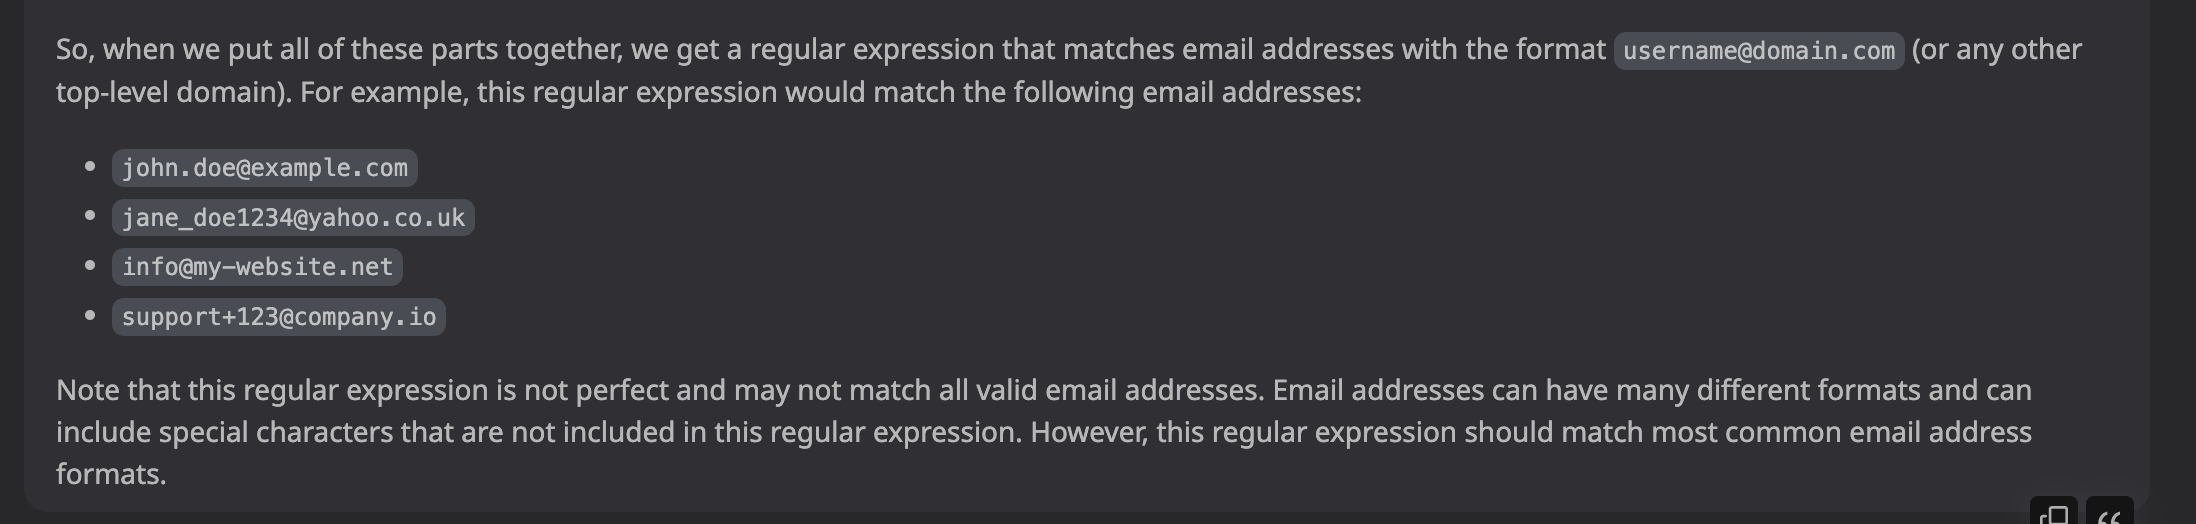 So, when we put all of these parts together, we get a regular expression that matches email addresses with the format username@domain.com (or any other
top-level domain). For example, this regular expression would match the following email addresses:
• john.doe@example.com
• jane_doe1234@yahoo.co.uk
• info@my-website.net
• support+123@company.io
Note that this regular expression is not perfect and may not match all valid email addresses. Email addresses can have many different formats and can
include special characters that are not included in this regular expression. However, this regular expression should match most common email address
formats.